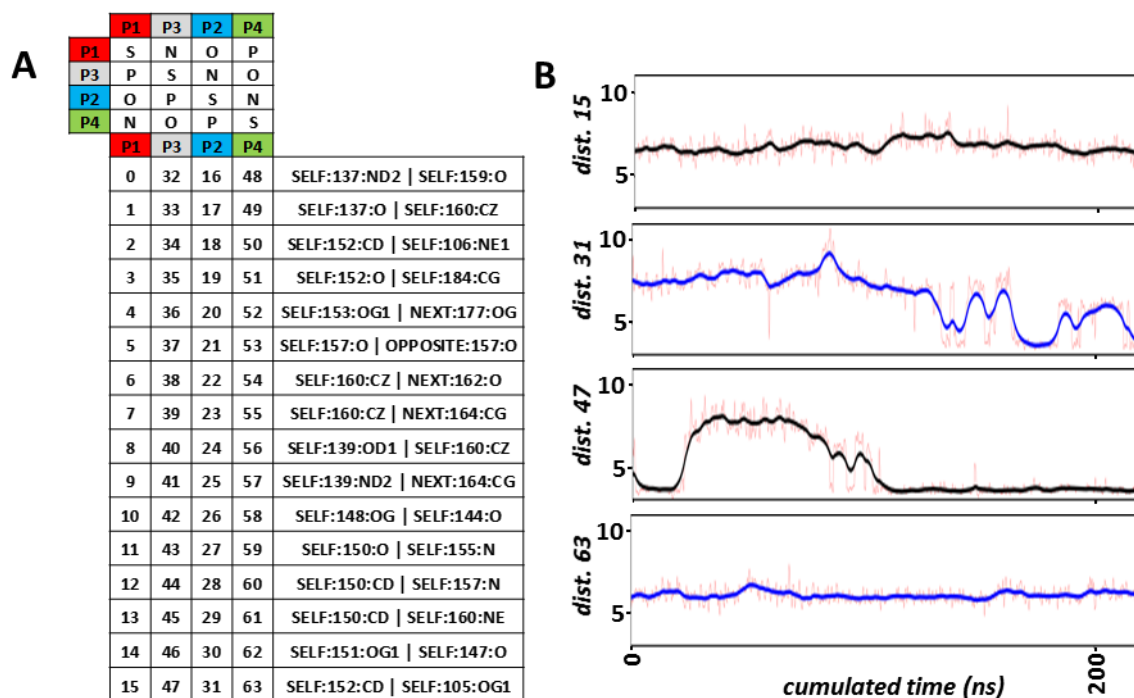 A
P1 P3 P2 P4
P1 S N O P
P3 P S N O
P2 O P S N
P4 N O P S
P1 P3 P2 P4
0 32 16 48 SELF:137:ND2 | SELF:159:O
1 33 17 49 SELF:137:O | SELF:160:CZ
2 34 18 50 SELF:152:CD | SELF:106:NE1
3 35 19 51 SELF:152:O | SELF:184:CG
4 36 20 52 SELF:153:OG1 | NEXT:177:OG
5 37 21 53 SELF:157:O | OPPOSITE:157:O
6 38 22 54 SELF:160:CZ | NEXT:162:O
7 39 23 55 SELF:160:CZ | NEXT:164:CG
8 40 24 56 SELF:139:OD1 | SELF:160:CZ
9 41 25 57 SELF:139:ND2 | NEXT:164:CG
10 42 26 58 SELF:148:OG | SELF:144:O
11 43 27 59 SELF:150:O | SELF:155:N
12 44 28 60 SELF:150:CD | SELF:157:N
13 45 29 61 SELF:150:CD | SELF:160:NE
14 46 30 62 SELF:151:OG1 | SELF:147:O
15 47 31 63 SELF:152:CD | SELF:105:OG1
B
dist. 15
10
5
dist. 31
10
5
dist. 47
10
5
dist. 63
10
5
0 200
cumulated time (ns)